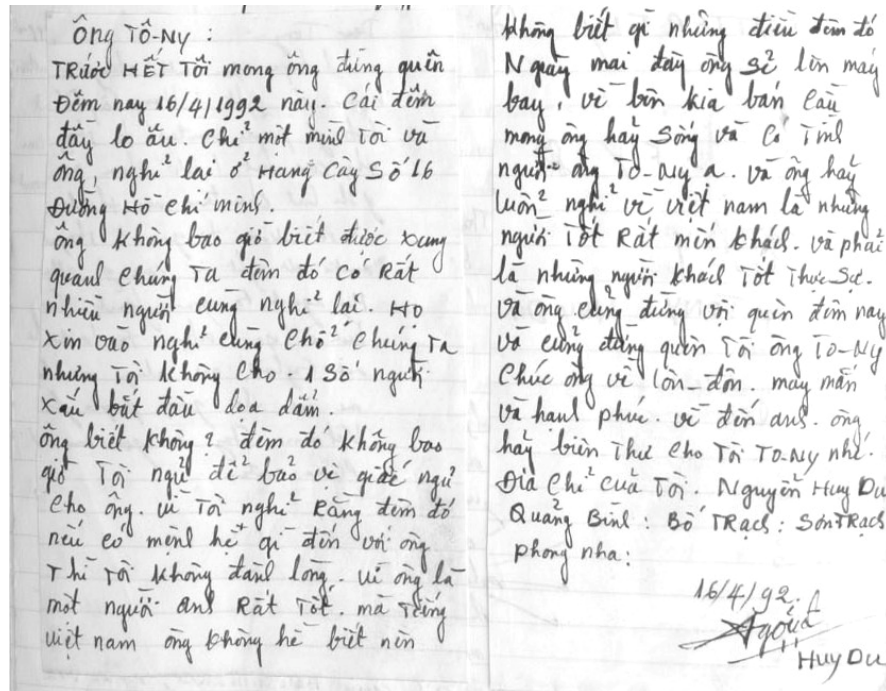 Ông TÔ-NY :
TRƯỚC HẾT TÔI mong ông đừng quên
Đêm nay 16/4/1992 này. Cái đêm
đầy lo âu. Chỉ một mình TÔI và
ông, nghỉ lại ở Hang Cây Số 16
Đường Hồ Chí Minh.
ông không bao giờ biết được xung
quanh chúng Ta đêm đó có Rất
nhiều người cùng nghỉ lại. Họ
xin vào nghỉ cùng chỗ chúng Ta
nhưng Tôi không cho. 1 số người
xấu bắt đầu doạ dẫm.
ông biết không? đêm đó không bao
giờ Tôi ngủ để bảo vệ giấc ngủ
cho ông. vì Tôi nghỉ Rằng đêm đó
nếu có mệnh hệ gì đến với ông
Thì Tôi không đành lòng. vì ông là
một người anh Rất Tốt. mà Tiếng
việt nam ông không hề biết nên
không biết gì những điều đêm đó
Ngày mai đây ông sẽ lên máy
bay. về bên kia bán cầu
mong ông hãy sống và có Tình
người ông TO-NY ạ. và ông hãy
luôn nghỉ về việt nam là những
người Tốt Rất mến khách. và phải
là những người khách Tốt Thực sự.
và ông cũng đừng vội quên đêm nay
và cũng đừng quên Tôi ông TO-NY
Chúc ông về lôn-đôn. may mắn
và hạnh phúc. về đến anh. ông
hãy biên Thư cho Tôi TO-NY nhé.
Địa Chỉ của Tôi. Nguyễn Huy Du
Quảng Bình : Bố TRạch : SơnTRạch
phong nha :
16/4/92.
Huy Du